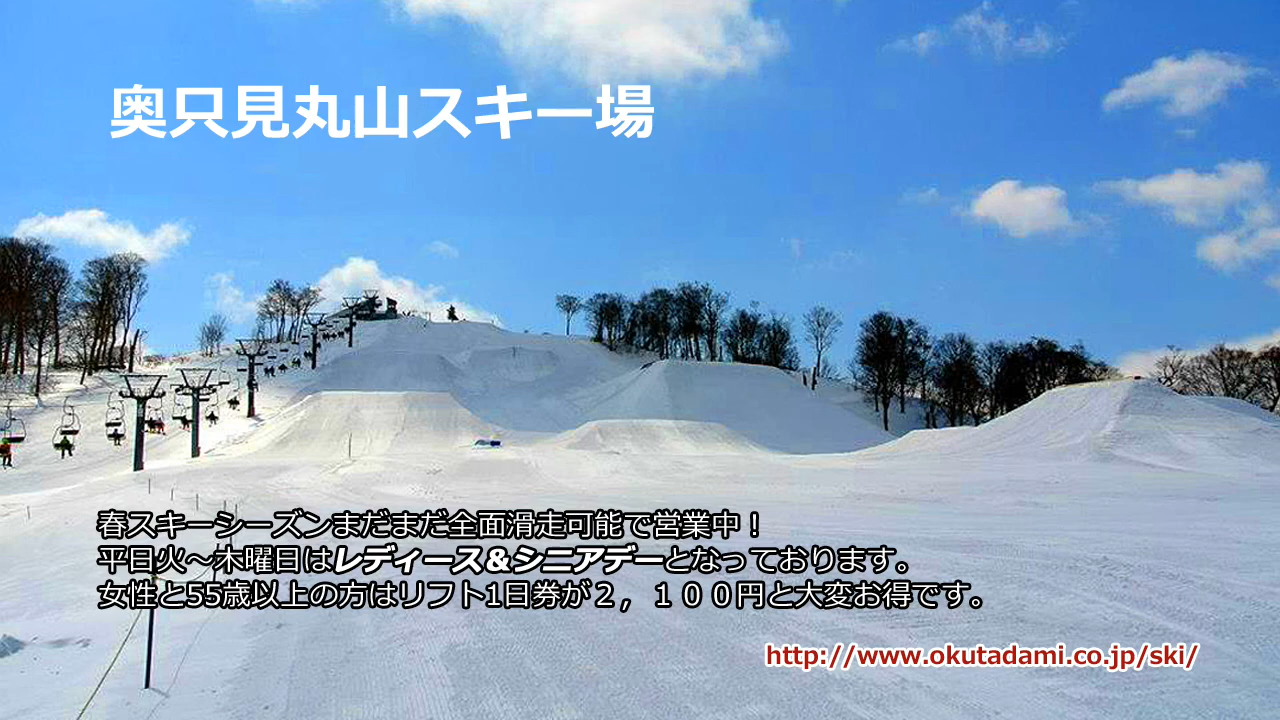 奥只見丸山スキー場
春スキーシーズンまだまだ全面滑走可能で営業中！
平日火～木曜日はレディース＆シニアデーとなっております。
女性と55歳以上の方はリフト1日券が２，１００円と大変お得です。
http://www.okutadami.co.jp/ski/